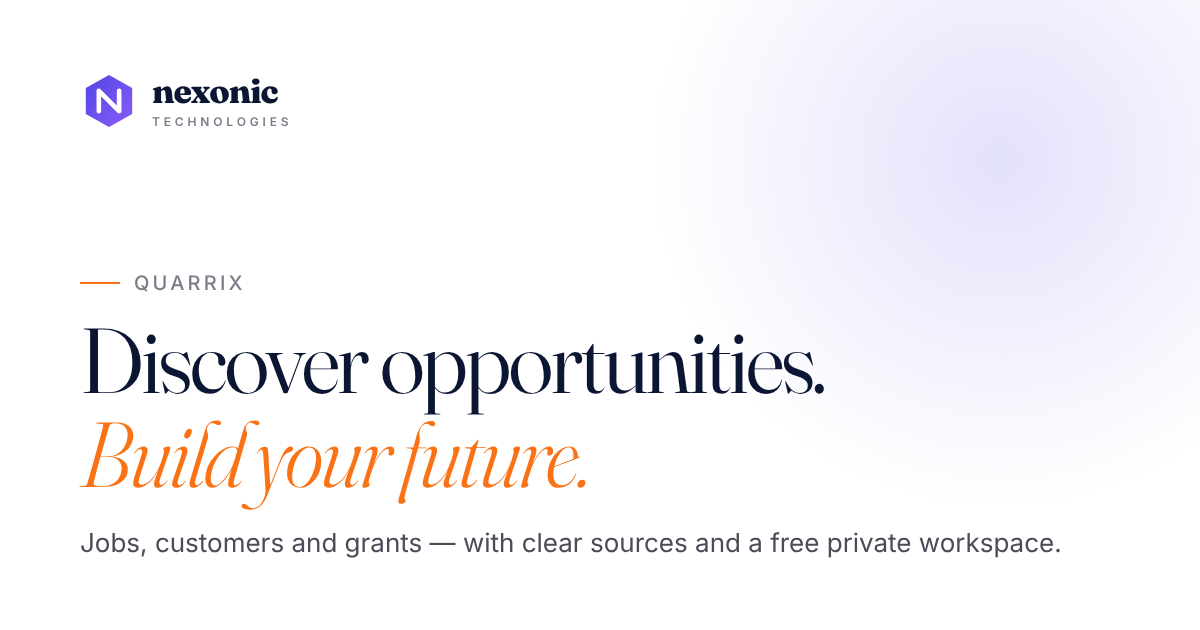 nexonic
TECHNOLOGIES
QUARRIX
Discover opportunities.
Build your future.
Jobs, customers and grants — with clear sources and a free private workspace.